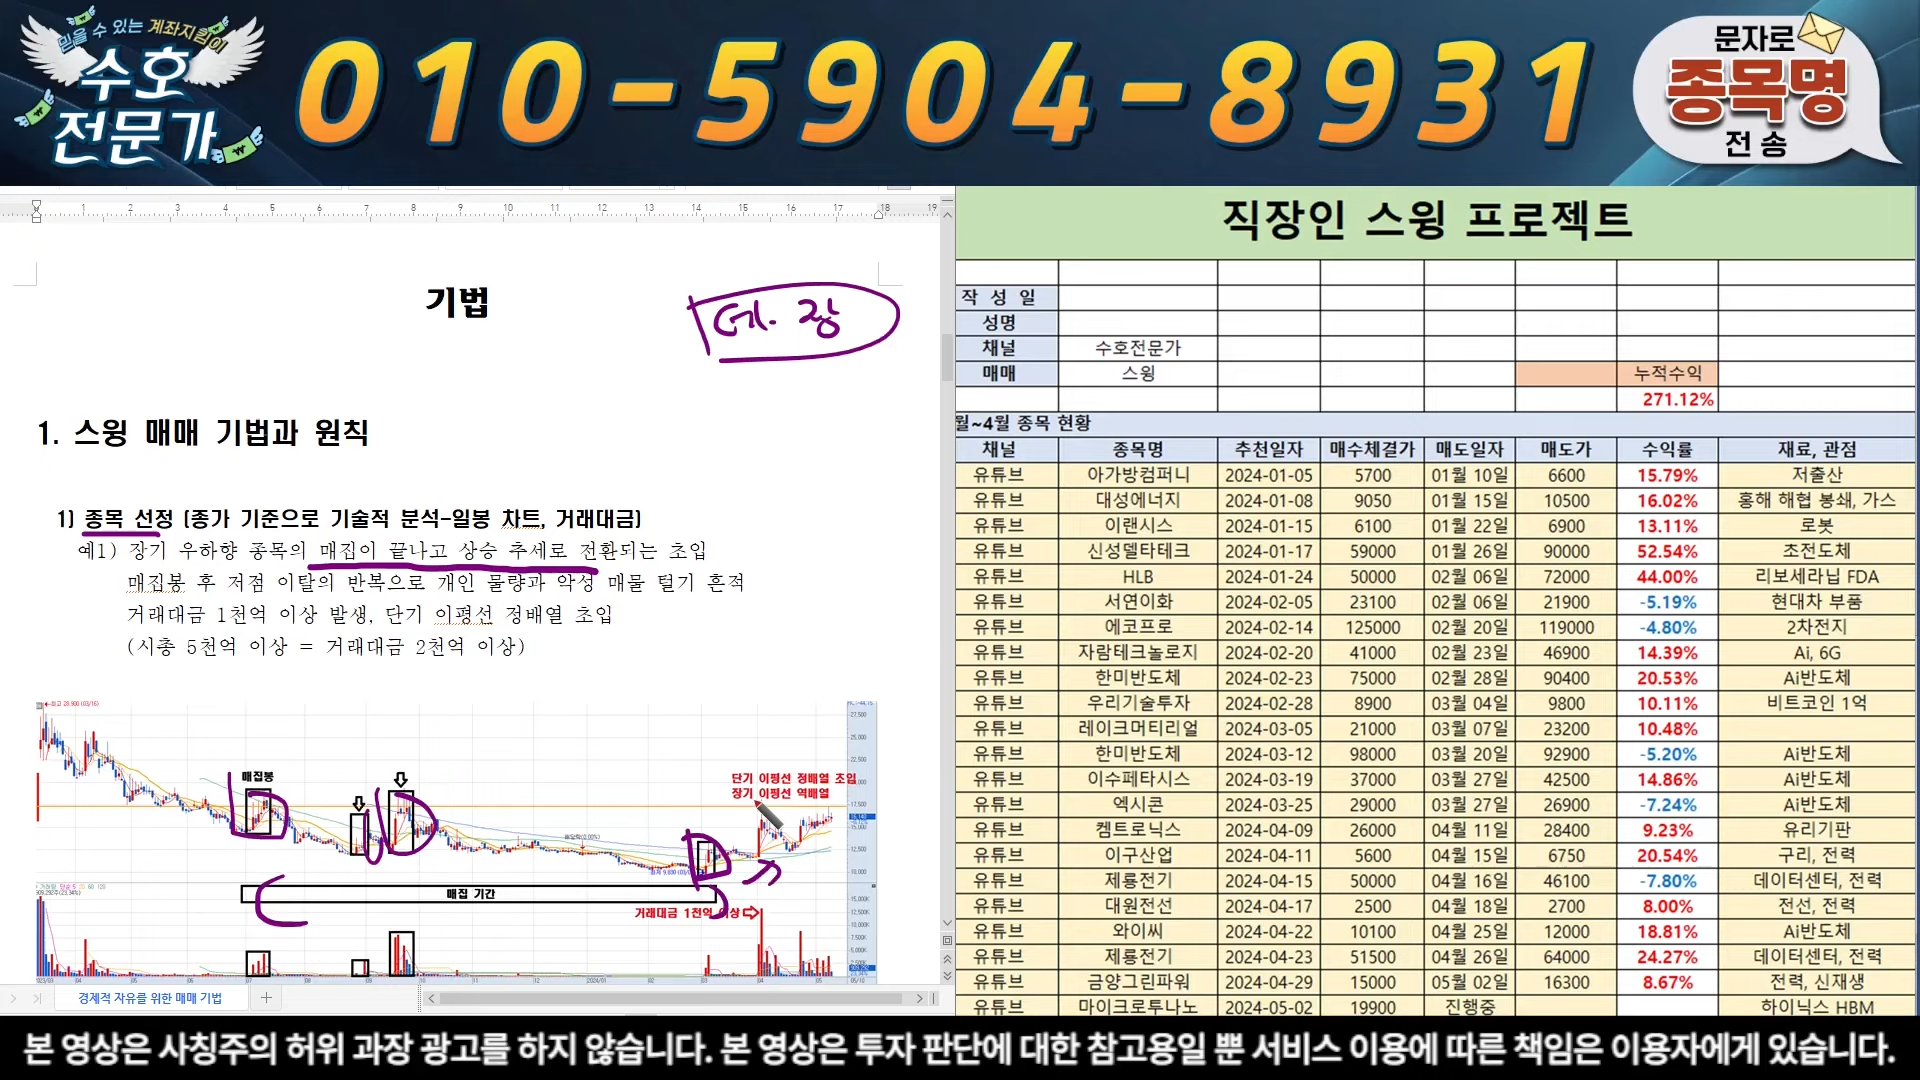 믿을 수 있는 계좌지킴이
수호
전문가
010-5904-8931
문자로
종목명
전송
1 2 3 4 5 6 7 8 9 10 11 12 13 14 15 16 17 18 19
기법
세. 장
1. 스윙 매매 기법과 원칙
1) 종목 선정 (종가 기준으로 기술적 분석-일봉 차트, 거래대금)
예1) 장기 우하향 종목의 매집이 끝나고 상승 추세로 전환되는 초입
매집봉 후 저점 이탈의 반복으로 개인 물량과 악성 매물 털기 흔적
거래대금 1천억 이상 발생, 단기 이평선 정배열 초입
(시총 5천억 이상 = 거래대금 2천억 이상)
매집봉
단기 이평선 정배열 초입
장기 이평선 역배열
매집 기간
거래대금 1천억 이상
경제적 자유를 위한 매매 기법
직장인 스윙 프로젝트
작 성 일
성명
채널 수호전문가
매매 스윙 누적수익
271.12%
월~4월 종목 현황
채널 종목명 추천일자 매수체결가 매도일자 매도가 수익률 재료, 관점
유튜브 아가방컴퍼니 2024-01-05 5700 01월 10일 6600 15.79% 저출산
유튜브 대성에너지 2024-01-08 9050 01월 15일 10500 16.02% 홍해 해협 봉쇄, 가스
유튜브 이랜시스 2024-01-15 6100 01월 22일 6900 13.11% 로봇
유튜브 신성델타테크 2024-01-17 59000 01월 26일 90000 52.54% 초전도체
유튜브 HLB 2024-01-24 50000 02월 06일 72000 44.00% 리보세라닙 FDA
유튜브 서연이화 2024-02-05 23100 02월 06일 21900 -5.19% 현대차 부품
유튜브 에코프로 2024-02-14 125000 02월 20일 119000 -4.80% 2차전지
유튜브 자람테크놀로지 2024-02-20 41000 02월 23일 46900 14.39% Ai, 6G
유튜브 한미반도체 2024-02-23 75000 02월 28일 90400 20.53% Ai반도체
유튜브 우리기술투자 2024-02-28 8900 03월 04일 9800 10.11% 비트코인 1억
유튜브 레이크머티리얼 2024-03-05 21000 03월 07일 23200 10.48%
유튜브 한미반도체 2024-03-12 98000 03월 20일 92900 -5.20% Ai반도체
유튜브 이수페타시스 2024-03-19 37000 03월 27일 42500 14.86% Ai반도체
유튜브 엑시콘 2024-03-25 29000 03월 27일 26900 -7.24% Ai반도체
유튜브 켐트로닉스 2024-04-09 26000 04월 11일 28400 9.23% 유리기판
유튜브 이구산업 2024-04-11 5600 04월 15일 6750 20.54% 구리, 전력
유튜브 제룡전기 2024-04-15 50000 04월 16일 46100 -7.80% 데이터센터, 전력
유튜브 대원전선 2024-04-17 2500 04월 18일 2700 8.00% 전선, 전력
유튜브 와이씨 2024-04-22 10100 04월 25일 12000 18.81% Ai반도체
유튜브 제룡전기 2024-04-23 51500 04월 26일 64000 24.27% 데이터센터, 전력
유튜브 금양그린파워 2024-04-29 15000 05월 02일 16300 8.67% 전력, 신재생
유튜브 마이크로투나노 2024-05-02 19900 진행중 하이닉스 HBM
본 영상은 사칭주의 허위 과장 광고를 하지 않습니다. 본 영상은 투자 판단에 대한 참고용일 뿐 서비스 이용에 따른 책임은 이용자에게 있습니다.